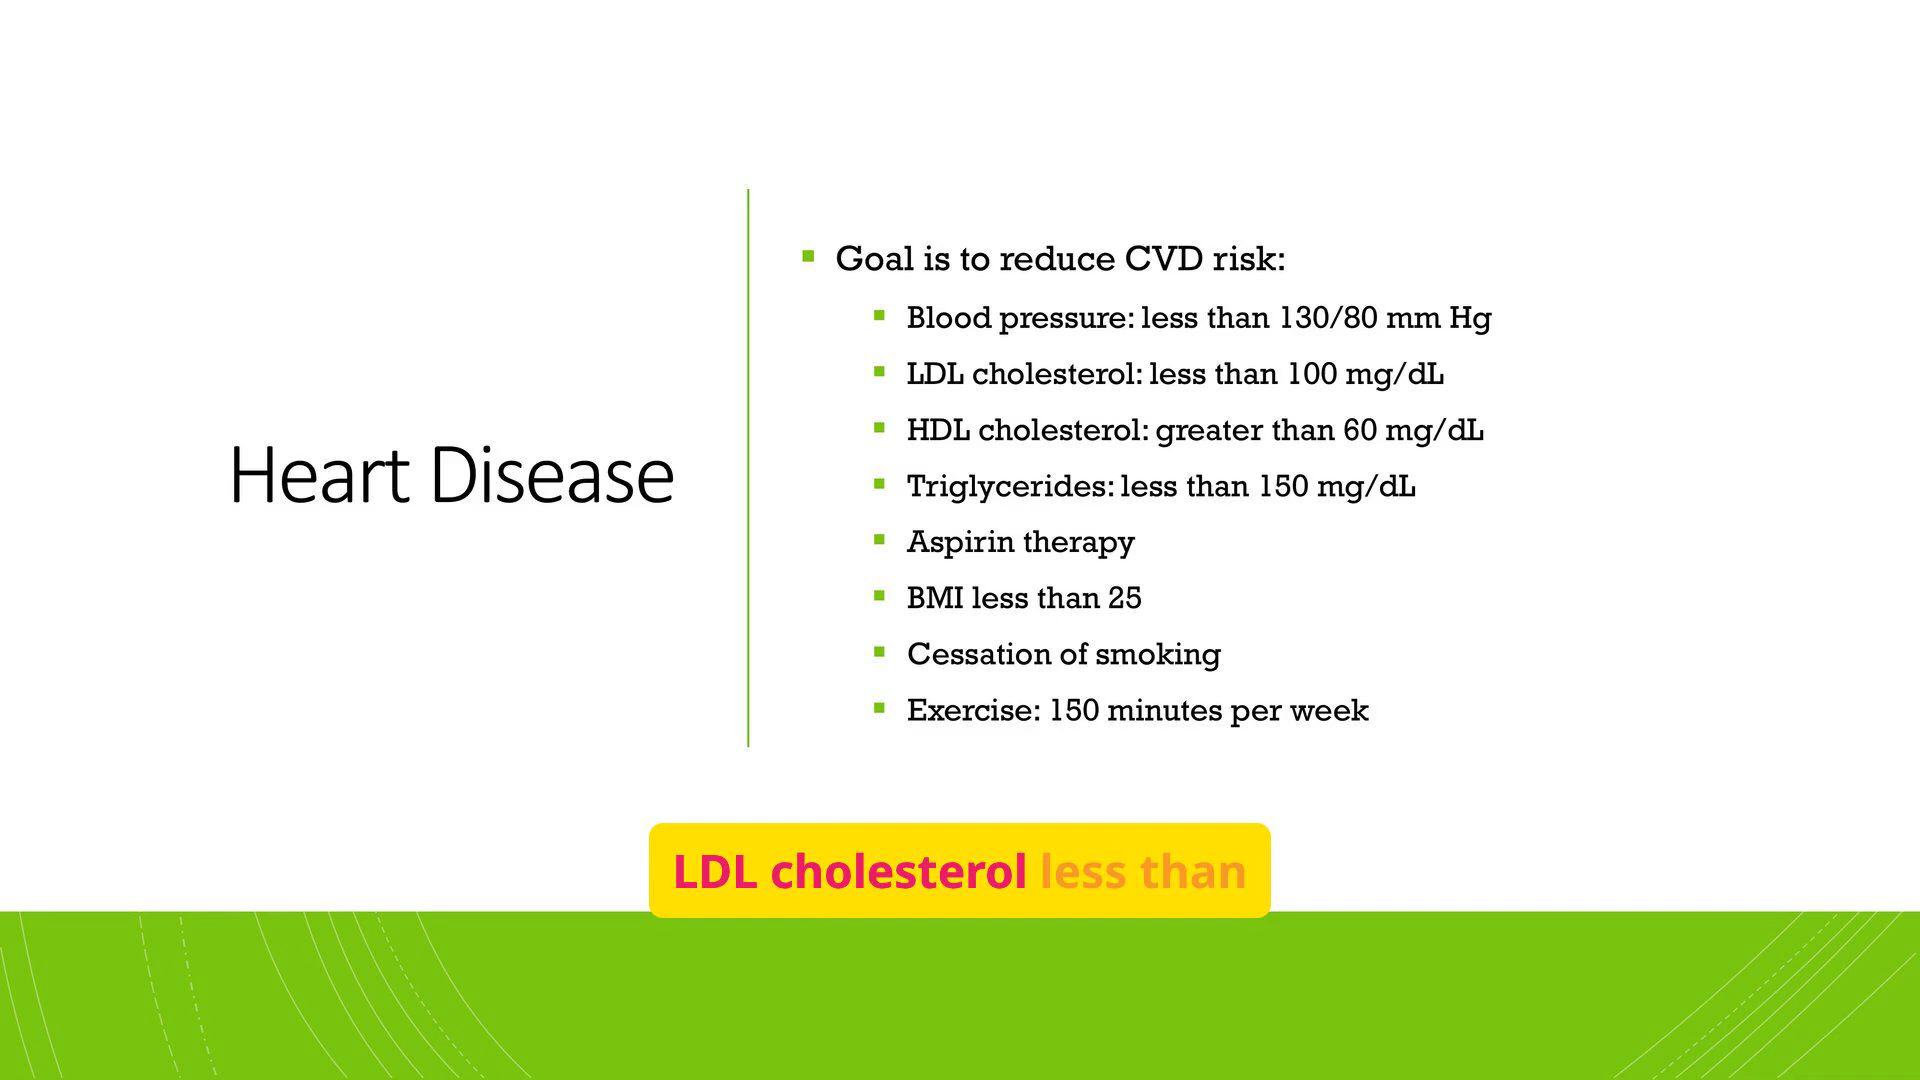 Heart Disease
Goal is to reduce CVD risk:
Blood pressure: less than 130/80 mm Hg
LDL cholesterol: less than 100 mg/dL
HDL cholesterol: greater than 60 mg/dL
Triglycerides: less than 150 mg/dL
Aspirin therapy
BMI less than 25
Cessation of smoking
Exercise: 150 minutes per week
LDL cholesterol less than